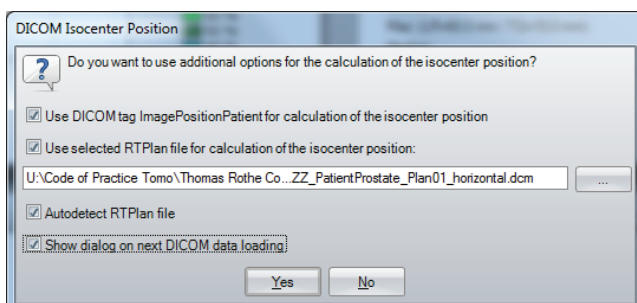 DICOM Isocenter Position
Do you want to use additional options for the calculation of the isocenter position?
Use DICOM tag ImagePositionPatient for calculation of the isocenter position
Use selected RTPlan file for calculation of the isocenter position:
U:\Code of Practice Tomo\Thomas Rothe Co...ZZ_PatientProstate_Plan01_horizontal.dcm
...
Autodetect RTPlan file
Show dialog on next DICOM data loading
Yes No